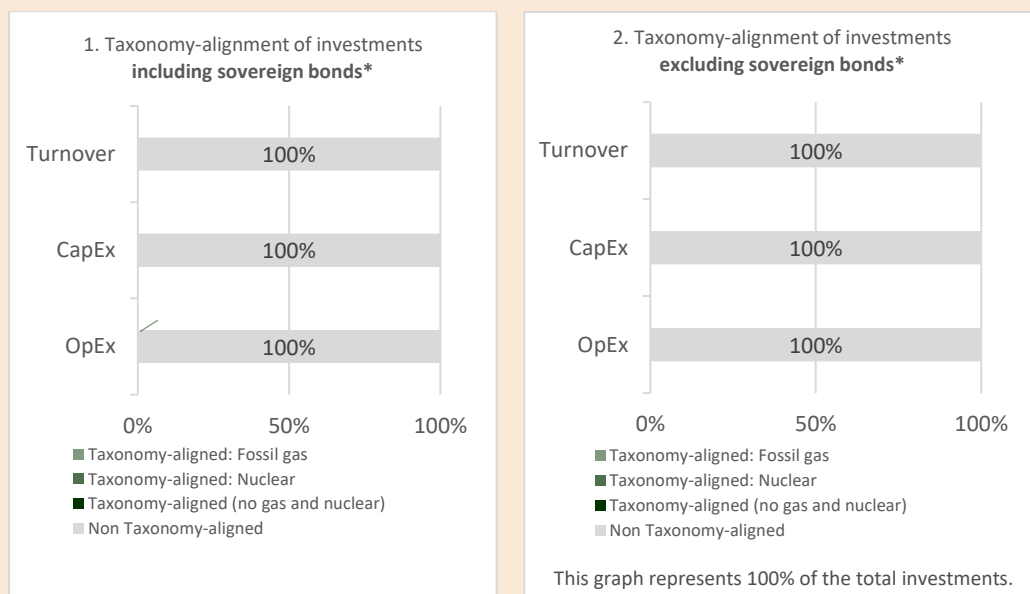 1. Taxonomy-alignment of investments
including sovereign bonds*
Turnover
100%
CapEx
100%
OpEx
100%
0%
50%
100%
Taxonomy-aligned: Fossil gas
Taxonomy-aligned: Nuclear
Taxonomy-aligned (no gas and nuclear)
Non Taxonomy-aligned
2. Taxonomy-alignment of investments
excluding sovereign bonds*
Turnover
100%
CapEx
100%
OpEx
100%
0%
50%
100%
Taxonomy-aligned: Fossil gas
Taxonomy-aligned: Nuclear
Taxonomy-aligned (no gas and nuclear)
Non Taxonomy-aligned
This graph represents 100% of the total investments.